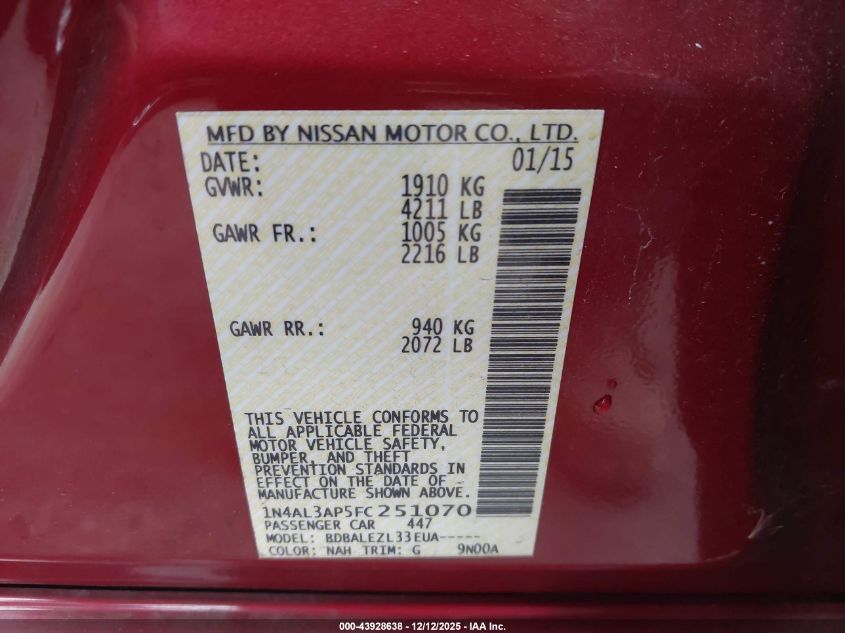 MFD BY NISSAN MOTOR CO., LTD.
DATE: 01/15
GVWR: 1910 KG
4211 LB
GAWR FR.: 1005 KG
2216 LB
GAWR RR.: 940 KG
2072 LB
THIS VEHICLE CONFORMS TO
ALL APPLICABLE FEDERAL
MOTOR VEHICLE SAFETY,
BUMPER, AND THEFT
PREVENTION STANDARDS IN
EFFECT ON THE DATE OF
MANUFACTURE SHOWN ABOVE.
1N4AL3AP5FC251070
PASSENGER CAR 447
MODEL: BDBALEZL33EUA-----
COLOR: NAH TRIM: G 9N00A
000-43928638 - 12/12/2025 - IAA Inc.